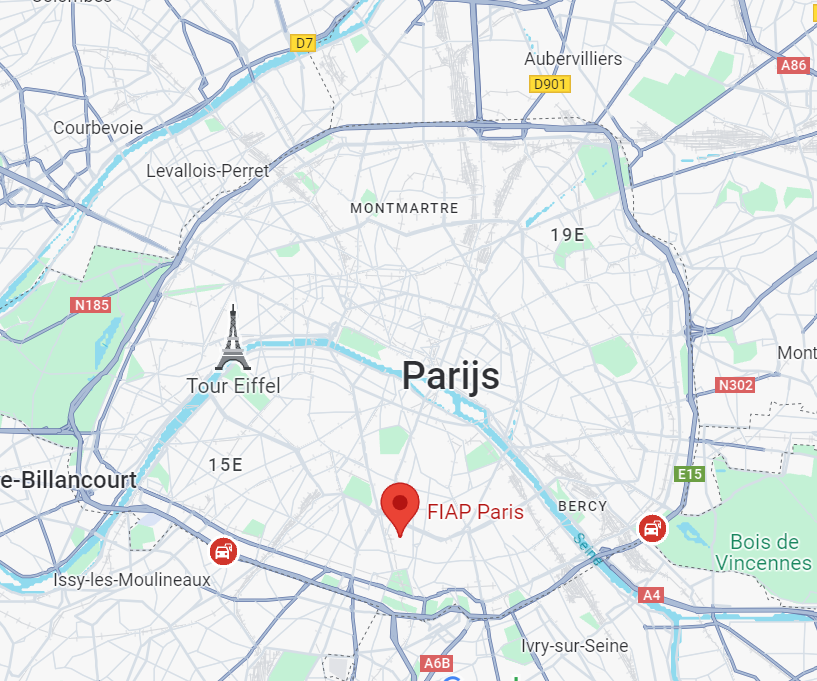 D7
Aubervilliers
A86
D901
Courbevoie
Levallois-Perret
MONTMARTRE
19E
N185
Parijs
Mont
Tour Eiffel
N302
15E
E15
e-Billancourt
BERCY
FIAP Paris
Seine
Bois de
Vincennes
Issy-les-Moulineaux
A4
Ivry-sur-Seine
A6B